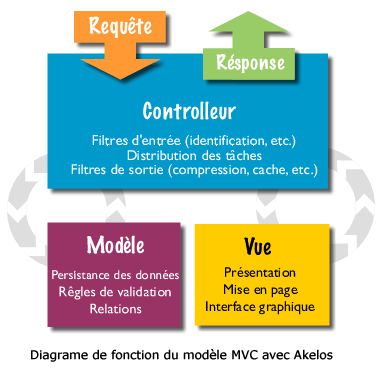 Requête
Résponse
Controlleur
Filtres d'entrée (identification, etc.)
Distribution des tâches
Filtres de sortie (compression, cache, etc.)
Modèle
Persistance des données
Rêgles de validation
Relations
Vue
Présentation
Mise en page
Interface graphique
Diagrame de fonction du modèle MVC avec Akelos